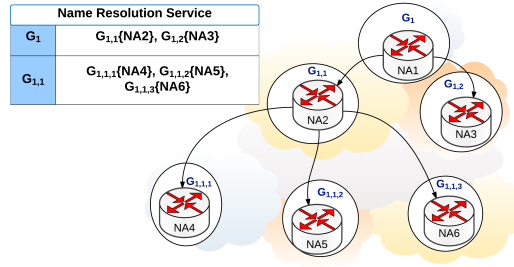 Name Resolution Service
G1 G1,1{NA2}, G1,2{NA3}
G1,1 G1,1,1{NA4}, G1,1,2{NA5},
G1,1,3{NA6}
G1
NA1
G1,1
NA2
G1,2
NA3
G1,1,1
NA4
G1,1,2
NA5
G1,1,3
NA6